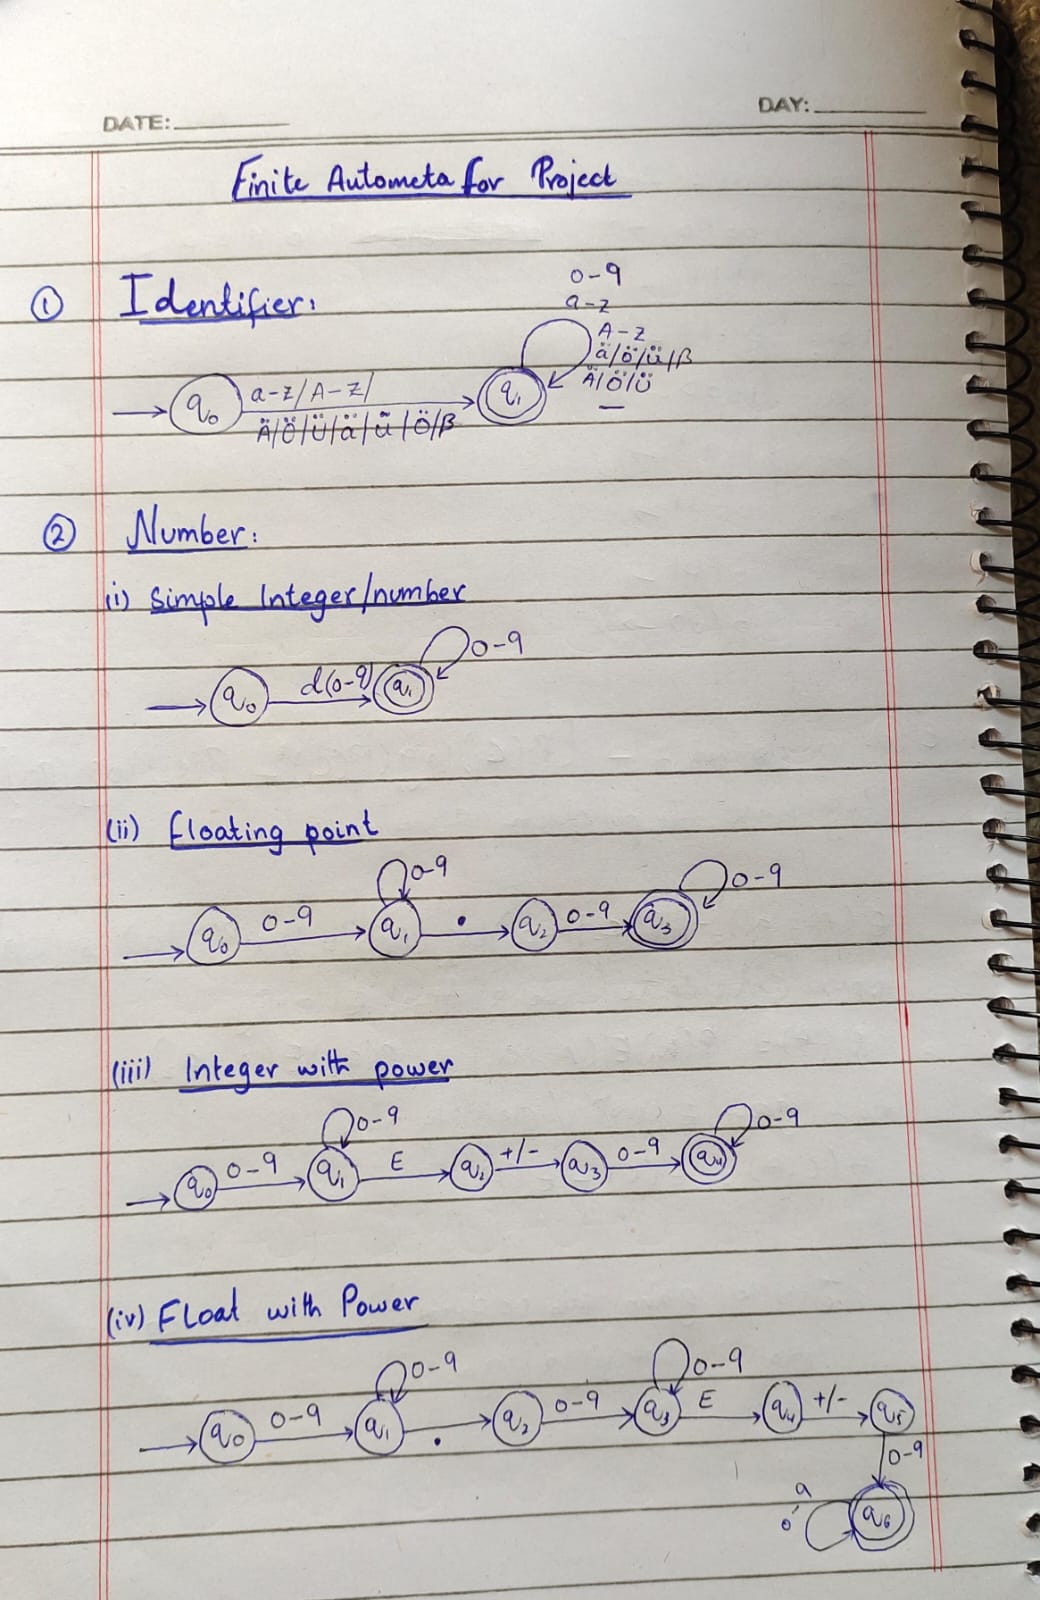 DATE:
DAY:
Finite Autometa for Project
① Identifier:
0-9
a-z
A-Z
ä/ö/ü/ß
Ä/Ö/Ü
_
q0 a-z/A-Z/ q1
Ä/Ö/Ü/ä/ü/ö/ß
② Number:
(i) Simple Integer/number
0-9
q0 d(0-9) q1
(ii) Floating point
0-9 0-9
q0 0-9 q1 . q2 0-9 q3
(iii) Integer with power
0-9 0-9
q0 0-9 q1 E q2 +/- q3 0-9 q4
(iv) Float with Power
0-9 0-9
q0 0-9 q1 . q2 0-9 q3 E q4 +/- q5
0-9
0-9 q6